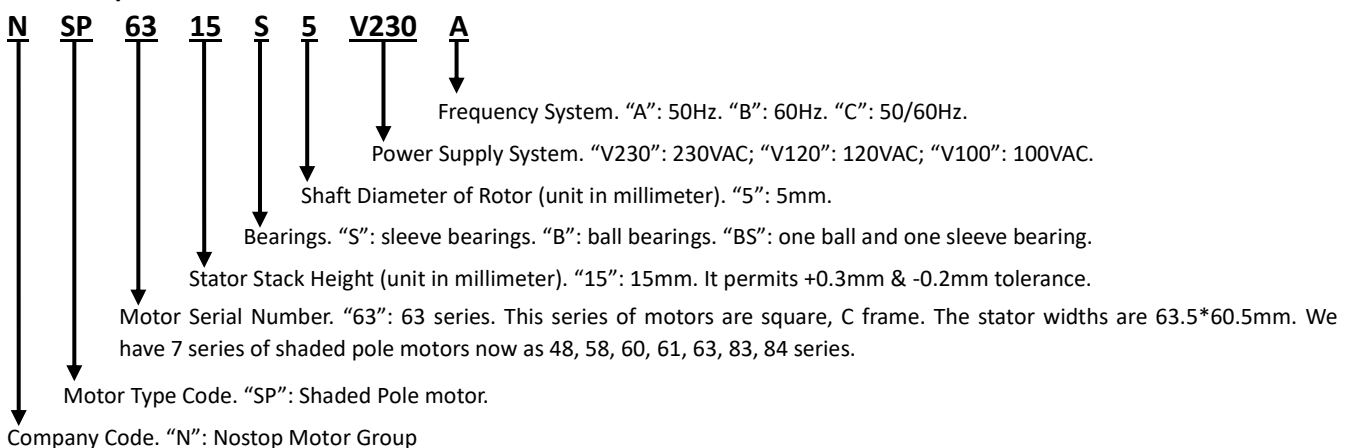 N SP 63 15 S 5 V230 A
Frequency System. “A”: 50Hz. “B”: 60Hz. “C”: 50/60Hz.
Power Supply System. “V230”: 230VAC; “V120”: 120VAC; “V100”: 100VAC.
Shaft Diameter of Rotor (unit in millimeter). “5”: 5mm.
Bearings. “S”: sleeve bearings. “B”: ball bearings. “BS”: one ball and one sleeve bearing.
Stator Stack Height (unit in millimeter). “15”: 15mm. It permits +0.3mm & -0.2mm tolerance.
Motor Serial Number. “63”: 63 series. This series of motors are square, C frame. The stator widths are 63.5*60.5mm. We
have 7 series of shaded pole motors now as 48, 58, 60, 61, 63, 83, 84 series.
Motor Type Code. “SP”: Shaded Pole motor.
Company Code. “N”: Nostop Motor Group